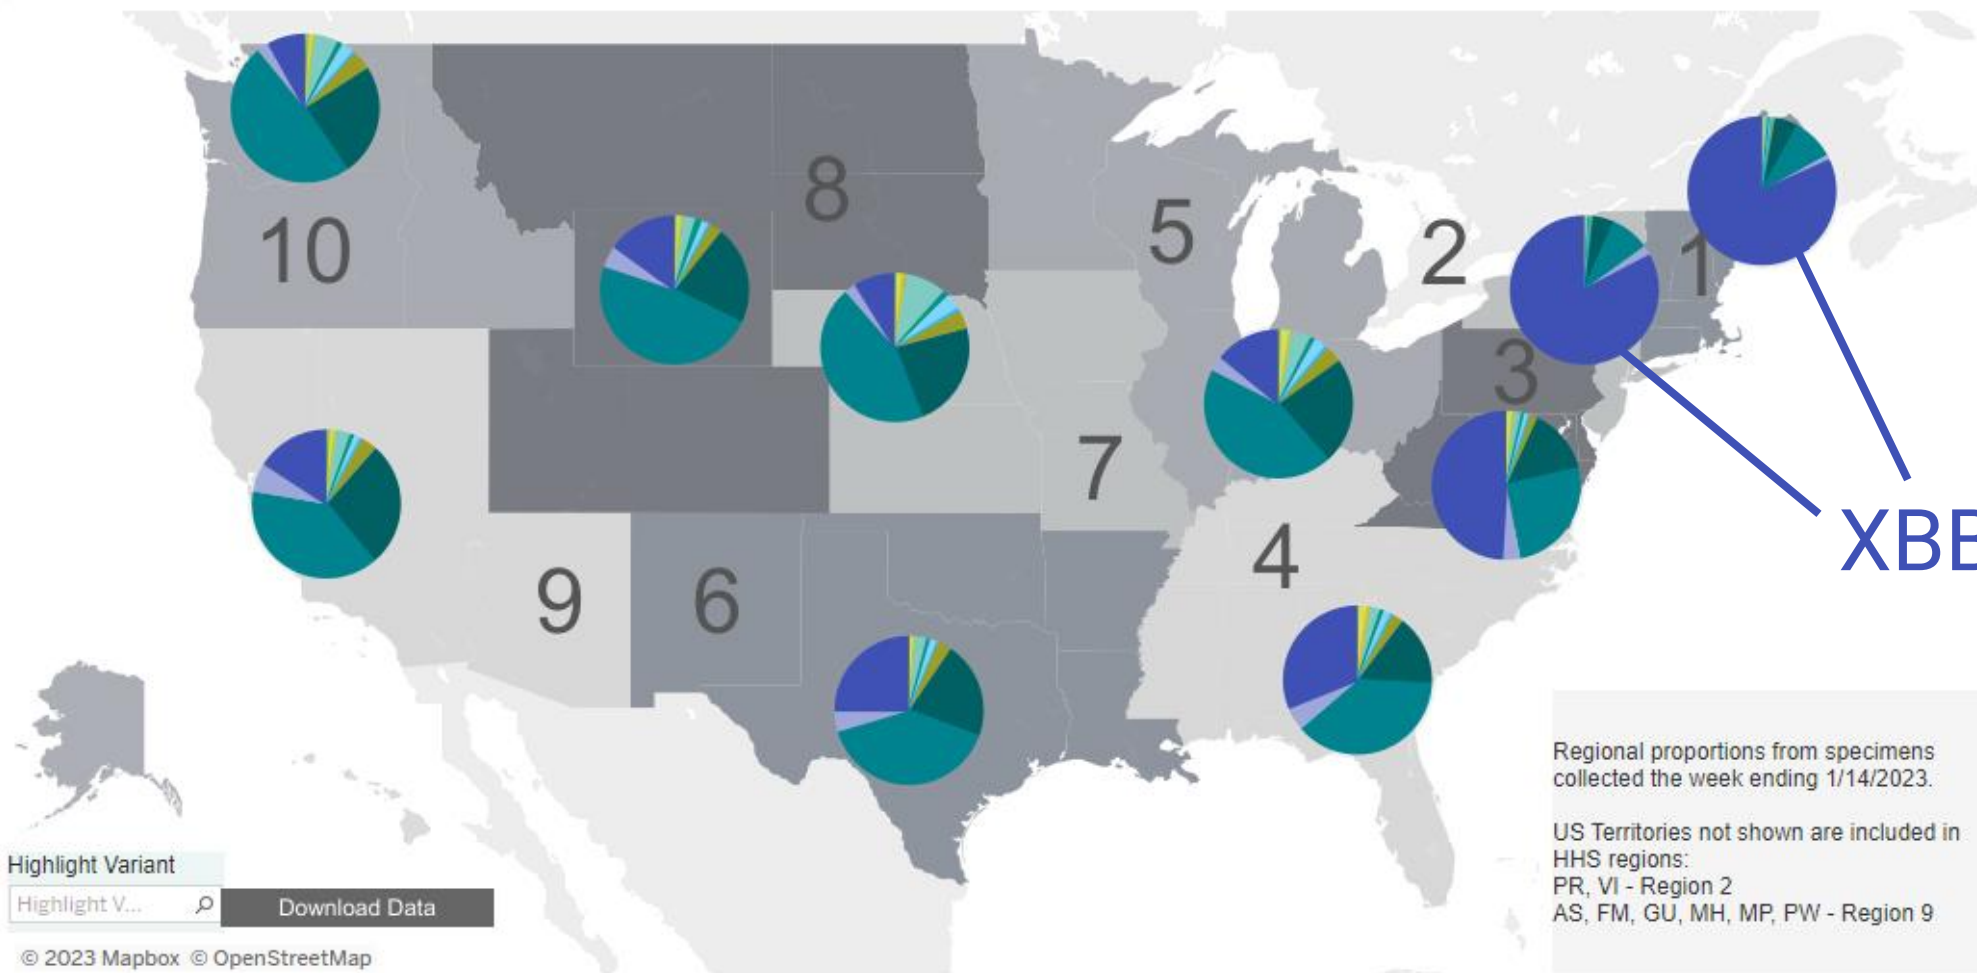 8
10
5
2
1
3
7
4
9
6
XBB
Regional proportions from specimens
collected the week ending 1/14/2023.
US Territories not shown are included in
HHS regions:
PR, VI - Region 2
AS, FM, GU, MH, MP, PW - Region 9
Highlight Variant
Highlight V...
Download Data
© 2023 Mapbox © OpenStreetMap